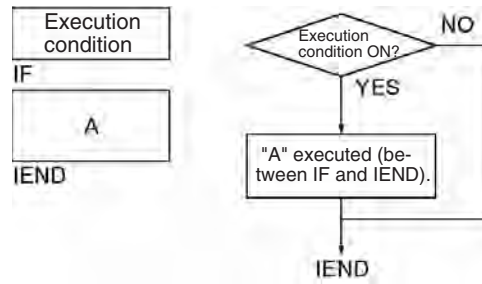 Execution
condition
IF
A
IEND
Execution
condition ON?
NO
YES
"A" executed (be-
tween IF and IEND).
IEND